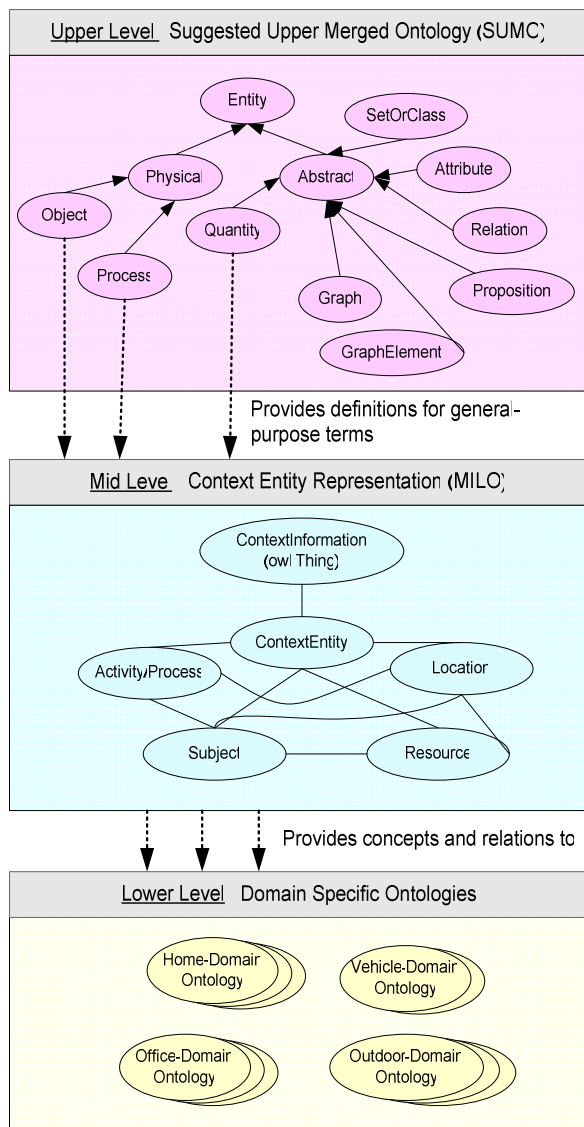 Upper Level Suggested Upper Merged Ontology (SUMC)
Entity
SetOrClass
Physical
Abstract
Attribute
Object
Quantity
Relation
Process
Graph
Proposition
GraphElement
Provides definitions for general-
purpose terms
Mid Leve Context Entity Representation (MILO)
ContextInformation
(owl Thing)
ContextEntity
Activity/Process
Location
Subject
Resource
Provides concepts and relations to
Lower Level Domain Specific Ontologies
Home-Domain
Ontology
Vehicle-Domain
Ontology
Office-Domain
Ontology
Outdoor-Domain
Ontology